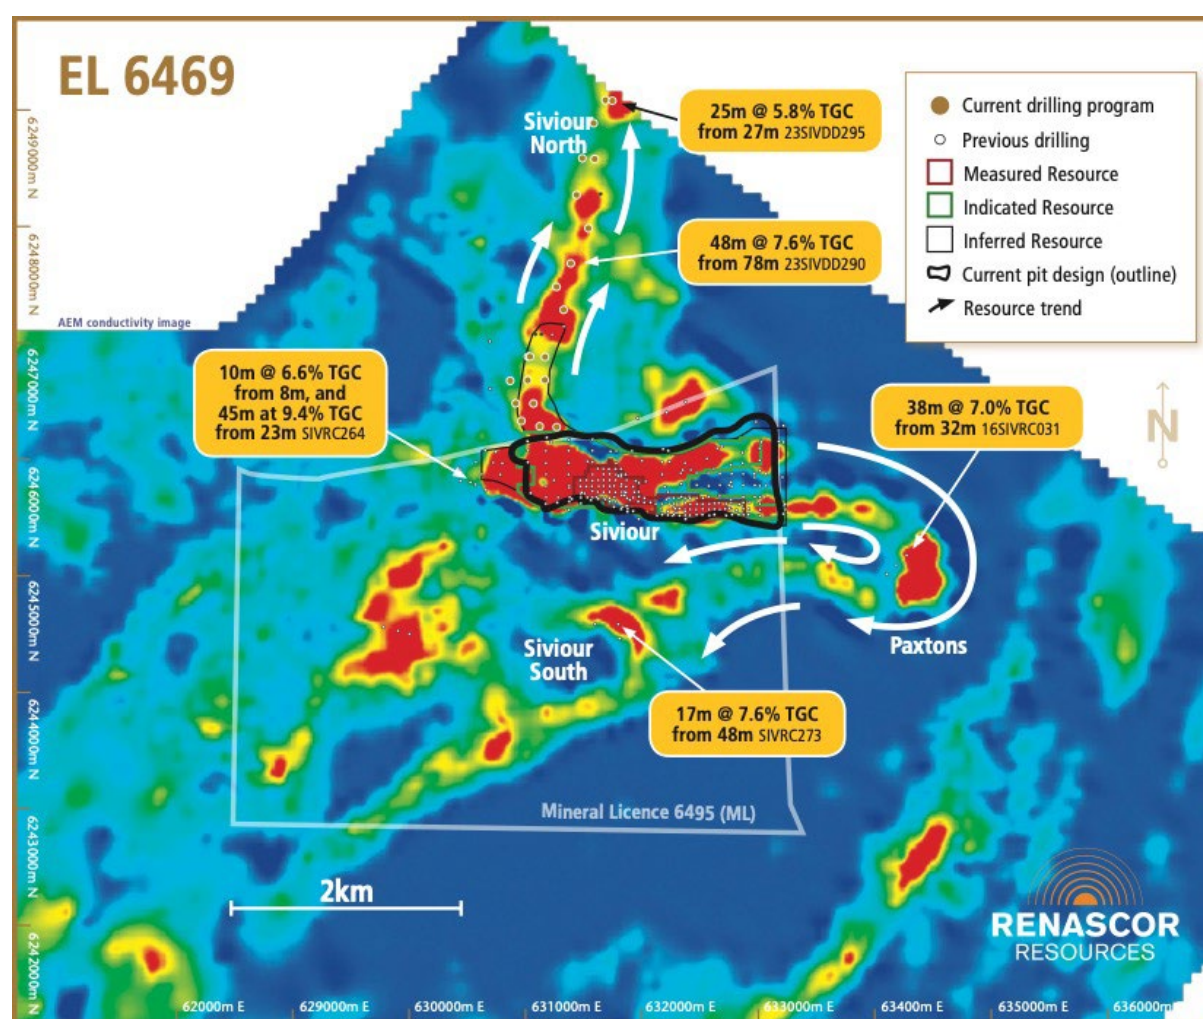 EL 6469
Current drilling program
Previous drilling
Measured Resource
Indicated Resource
Inferred Resource
Current pit design (outline)
Resource trend
25m @ 5.8% TGC
from 27m 23SIVDD295
Siviour
North
48m @ 7.6% TGC
from 78m 23SIVDD290
AEM conductivity image
10m @ 6.6% TGC
from 8m, and
45m at 9.4% TGC
from 23m SIVRC264
38m @ 7.0% TGC
from 32m 16SIVRC031
N
Siviour
Paxtons
Siviour
South
17m @ 7.6% TGC
from 48m SIVRC273
Mineral Licence 6495 (ML)
2km
RENASCOR
RESOURCES
6249000m N
6248000m N
6247000m N
6246000m N
6245000m N
6244000m N
6243000m N
6242000m N
62000m E
629000m E
630000m E
631000m E
632000m E
633000m E
63400m E
635000m E
636000m E